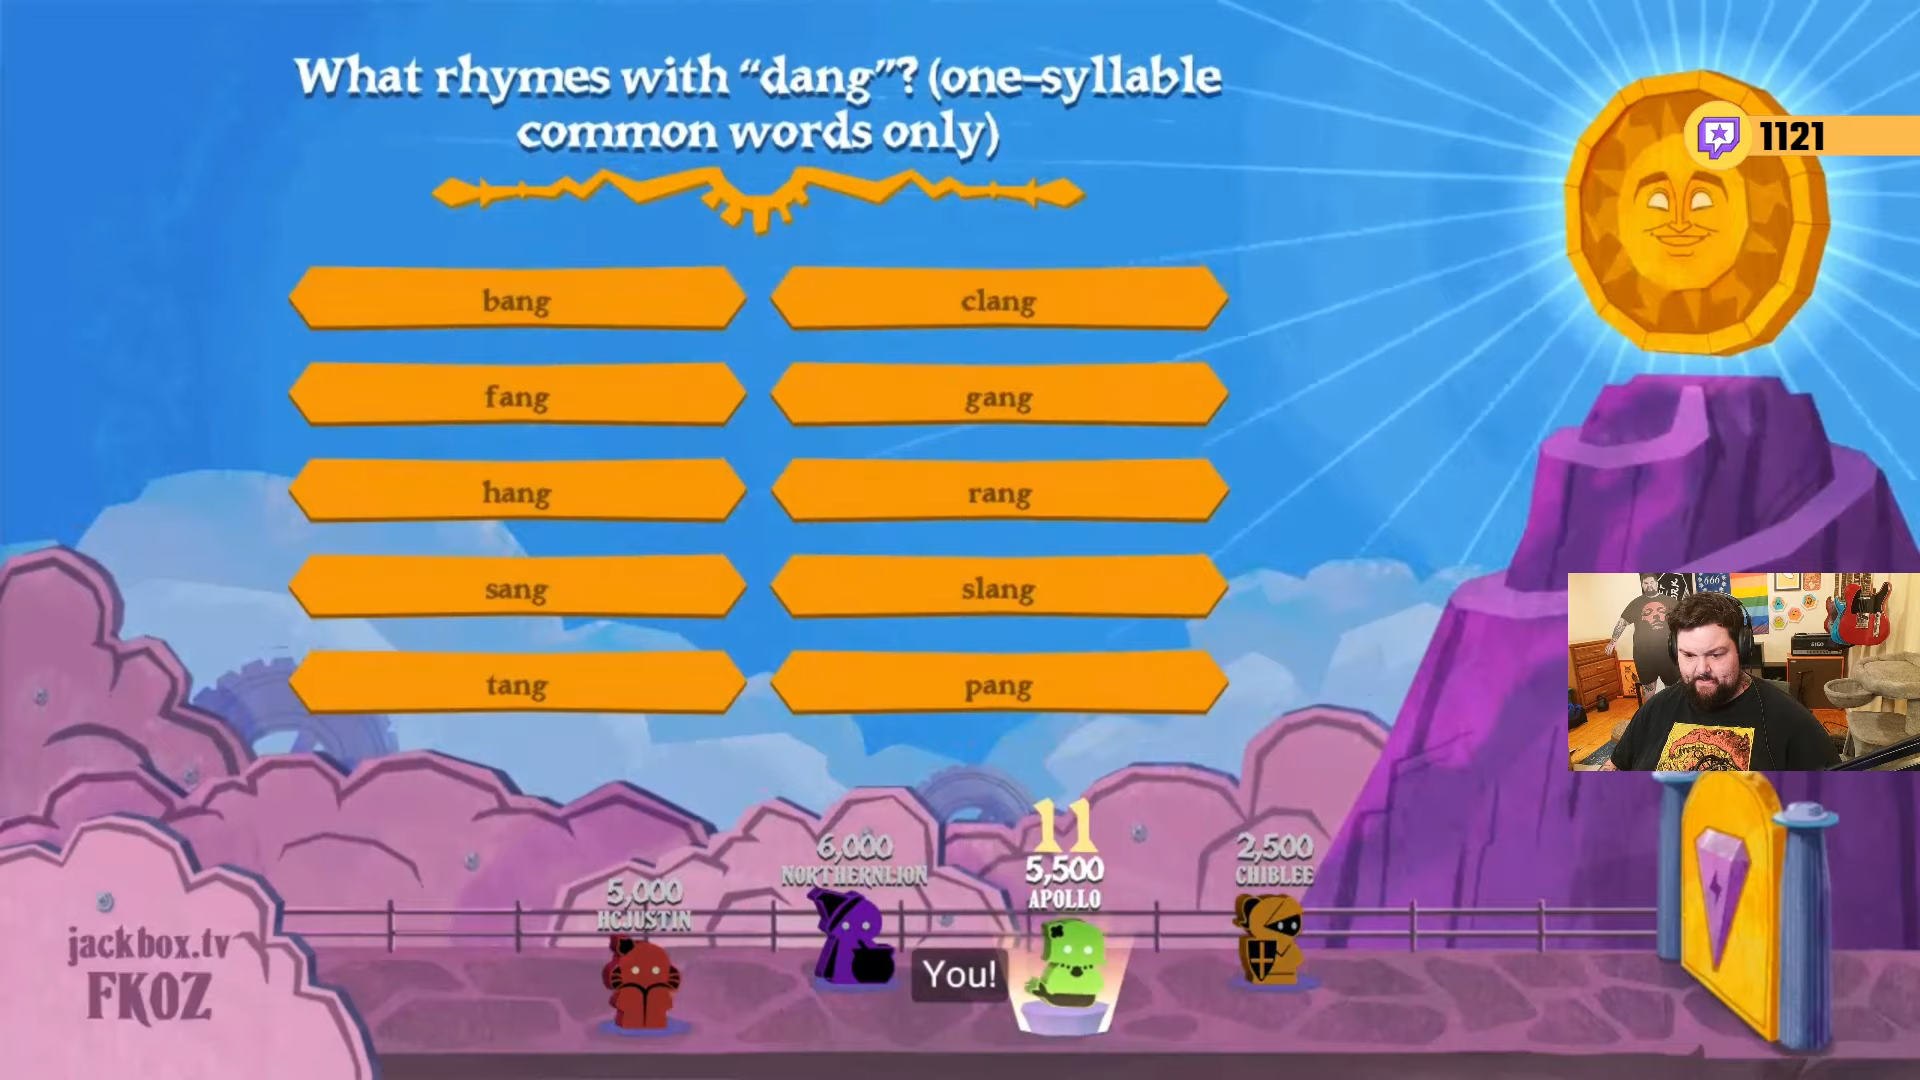 What rhymes with “dang”? (one-syllable
common words only)
1121
bang
clang
fang
gang
hang
rang
sang
slang
666
tang
pang
11
6,000
NORTHERNLION
5,500
APOLLO
2,500
CHIBLEE
5,000
HCJUSTIN
jackbox.tv
FKOZ
You!